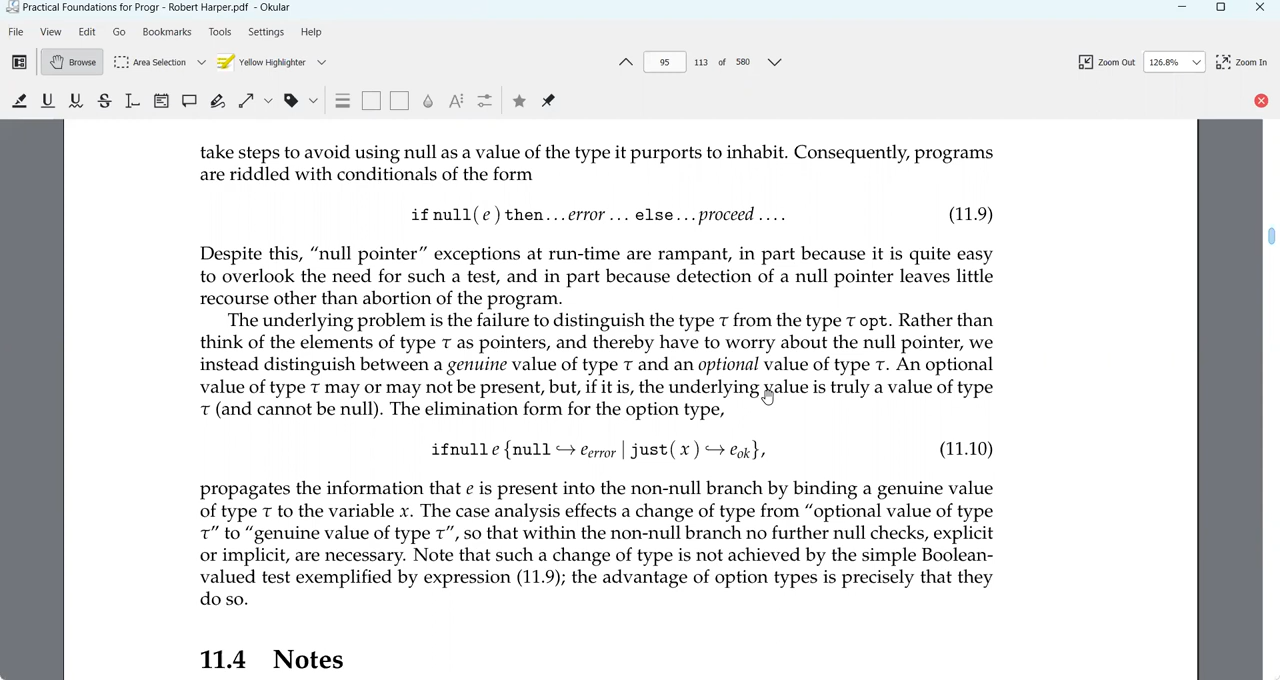 Practical Foundations for Progr - Robert Harper.pdf - Okular
File View Edit Go Bookmarks Tools Settings Help
Browse Area Selection Yellow Highlighter 95 113 of 580 Zoom Out 126.8% Zoom In
take steps to avoid using null as a value of the type it purports to inhabit. Consequently, programs
are riddled with conditionals of the form
if null( e ) then...error ... else...proceed .... (11.9)
Despite this, “null pointer” exceptions at run-time are rampant, in part because it is quite easy
to overlook the need for such a test, and in part because detection of a null pointer leaves little
recourse other than abortion of the program.
The underlying problem is the failure to distinguish the type τ from the type τ opt. Rather than
think of the elements of type τ as pointers, and thereby have to worry about the null pointer, we
instead distinguish between a genuine value of type τ and an optional value of type τ. An optional
value of type τ may or may not be present, but, if it is, the underlying value is truly a value of type
τ (and cannot be null). The elimination form for the option type,
ifnull e {null ↪ e_error | just( x ) ↪ e_ok}, (11.10)
propagates the information that e is present into the non-null branch by binding a genuine value
of type τ to the variable x. The case analysis effects a change of type from “optional value of type
τ” to “genuine value of type τ”, so that within the non-null branch no further null checks, explicit
or implicit, are necessary. Note that such a change of type is not achieved by the simple Boolean-
valued test exemplified by expression (11.9); the advantage of option types is precisely that they
do so.
11.4 Notes